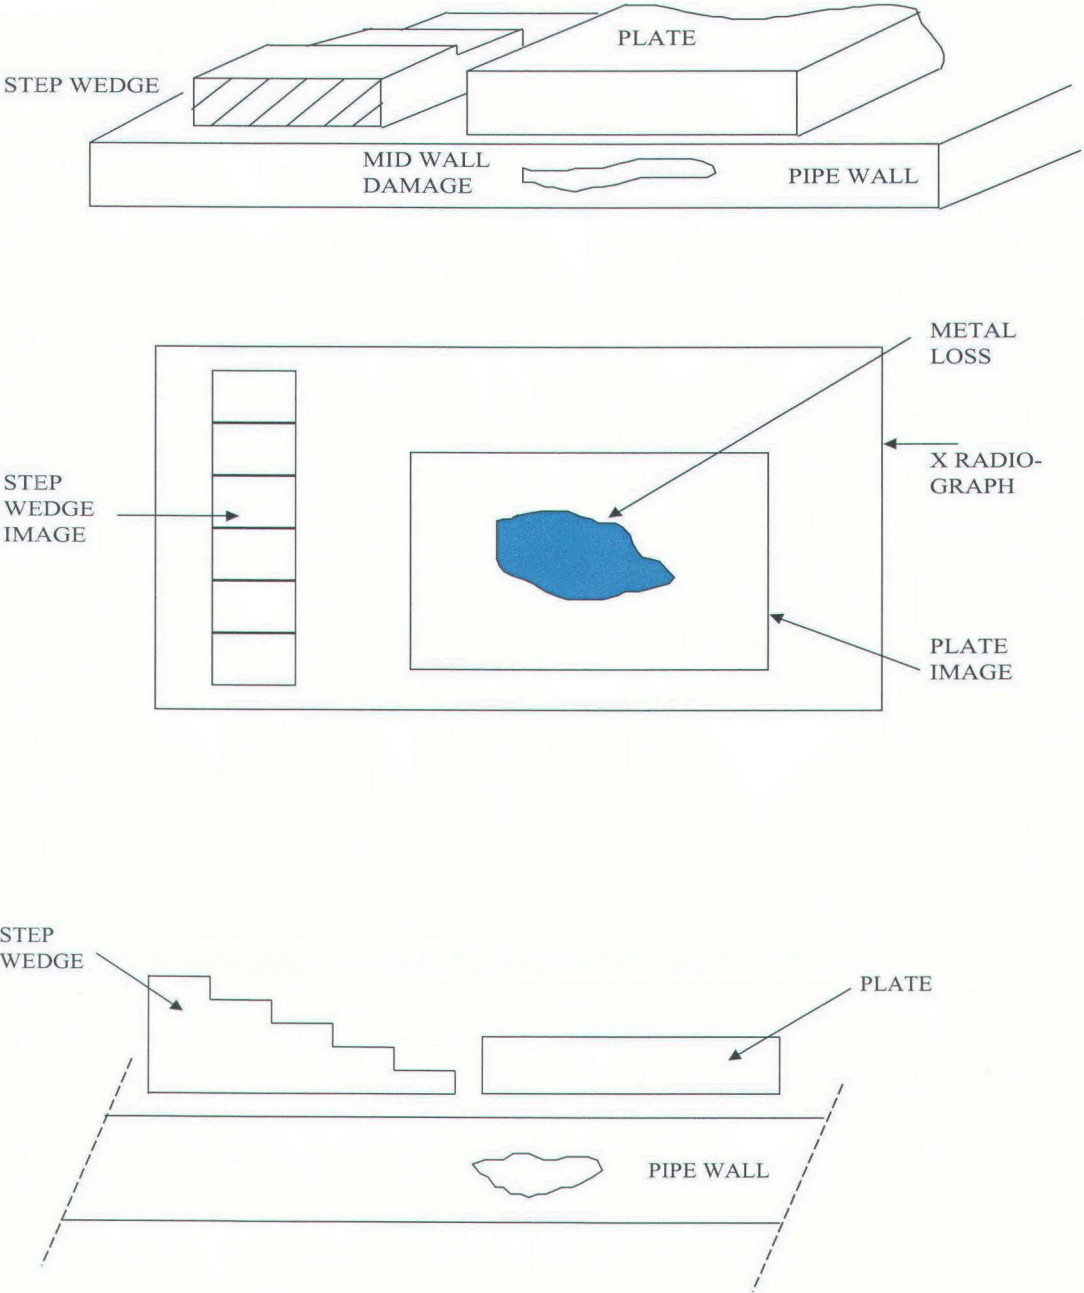 PLATE
STEP WEDGE
MID WALL
DAMAGE
PIPE WALL
METAL
LOSS
X RADIO-
GRAPH
STEP
WEDGE
IMAGE
PLATE
IMAGE
STEP
WEDGE
PLATE
PIPE WALL